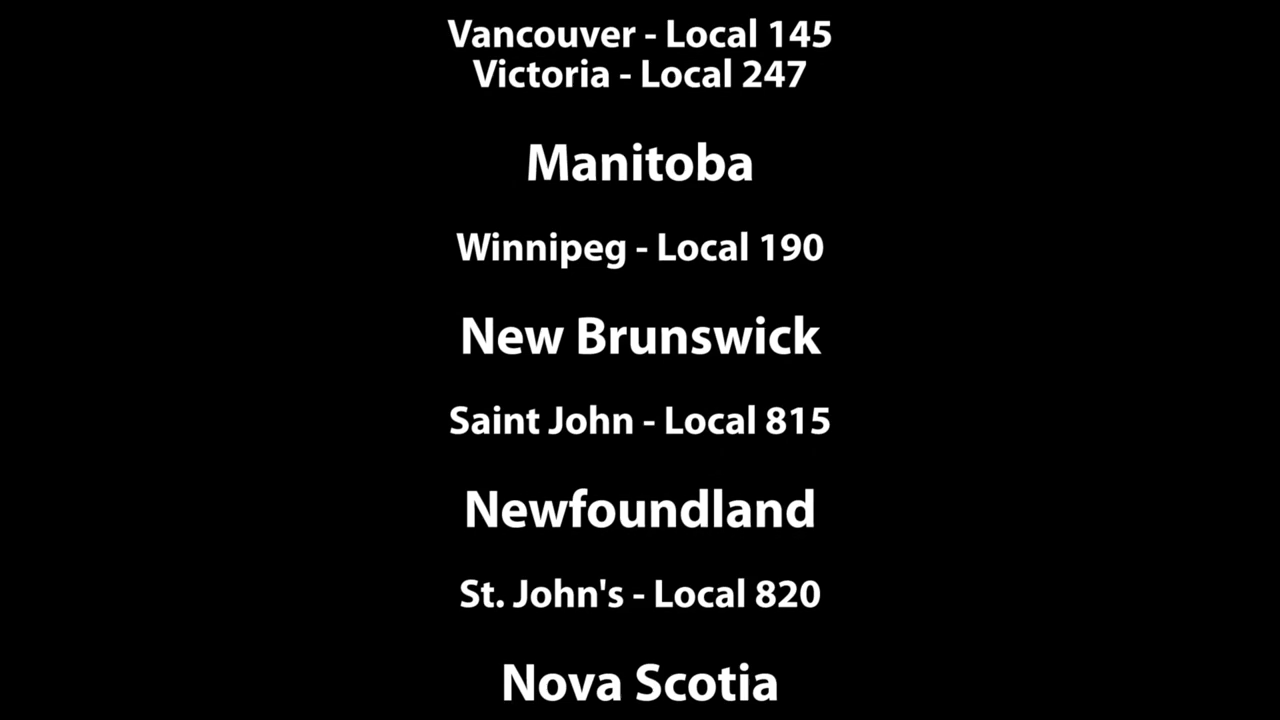 Vancouver - Local 145
Victoria - Local 247
Manitoba
Winnipeg - Local 190
New Brunswick
Saint John - Local 815
Newfoundland
St. John's - Local 820
Nova Scotia